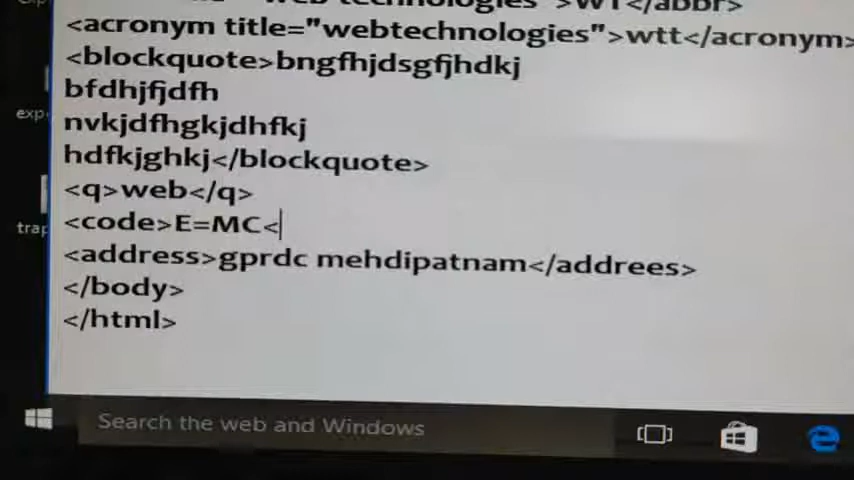 <acronym title="webtechnologies">wtt</acronym>
<blockquote>bngfhjdsgfjhdkj
bfdhjfjdfh
nvkjdfhgkjdhfkj
hdfkjghkj</blockquote>
<q>web</q>
<code>E=MC<
<address>gprdc mehdipatnam</addrees>
</body>
</html>
Search the web and Windows